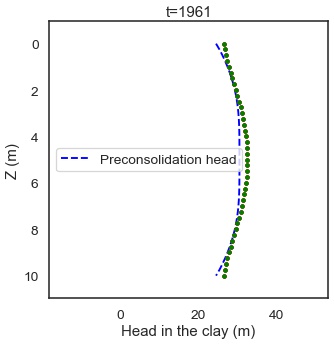 t=1961
0
2
4
6
8
10
Z (m)
Preconsolidation head
0 20 40
Head in the clay (m)